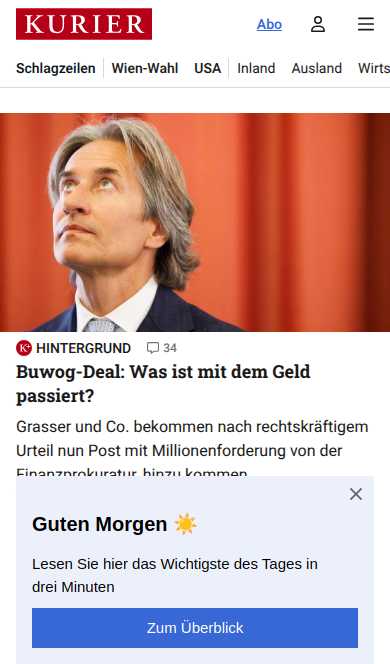 KURIER
Abo
Schlagzeilen Wien-Wahl USA Inland Ausland Wirts
K+ HINTERGRUND 34
Buwog-Deal: Was ist mit dem Geld
passiert?
Grasser und Co. bekommen nach rechtskräftigem
Urteil nun Post mit Millionenforderung von der
Finanzprokuratur, hinzu kommen
Guten Morgen ☀️
Lesen Sie hier das Wichtigste des Tages in
drei Minuten
Zum Überblick